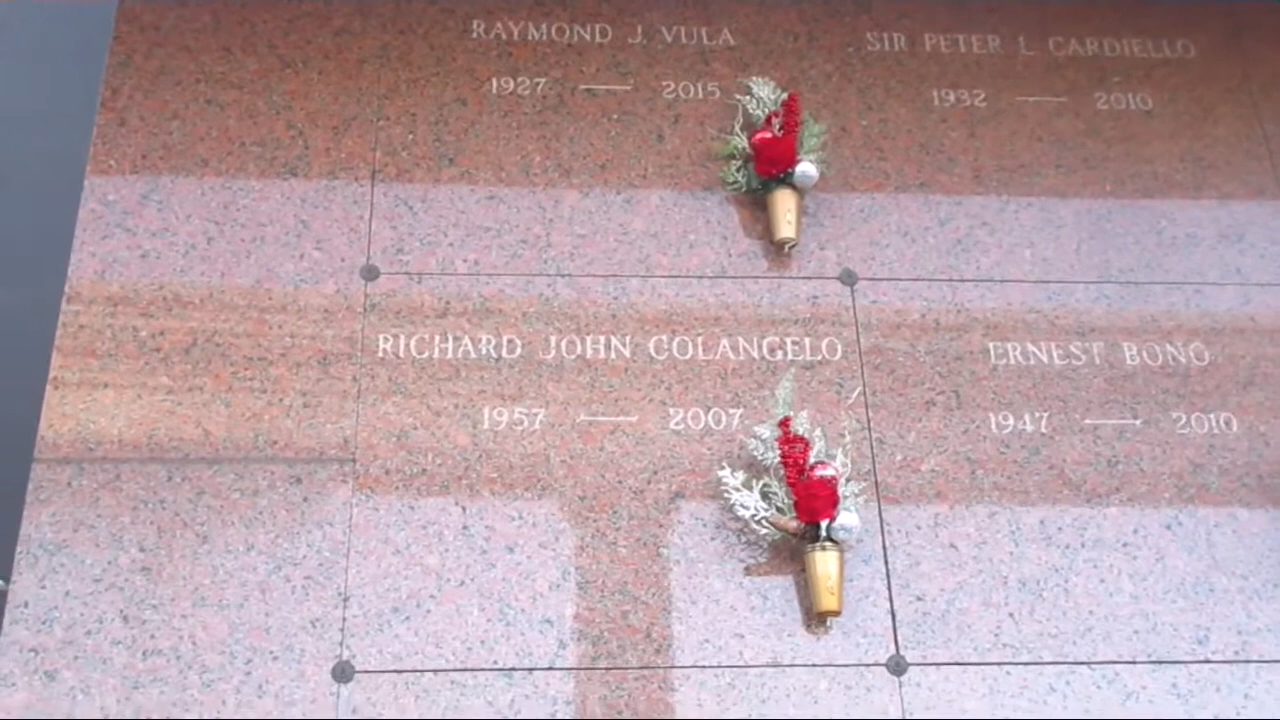 RAYMOND J. VULA
1927 — 2015
SIR PETER L. CARDIELLO
1932 — 2010
RICHARD JOHN COLANGELO
1957 — 2007
ERNEST BONO
1947 — 2010